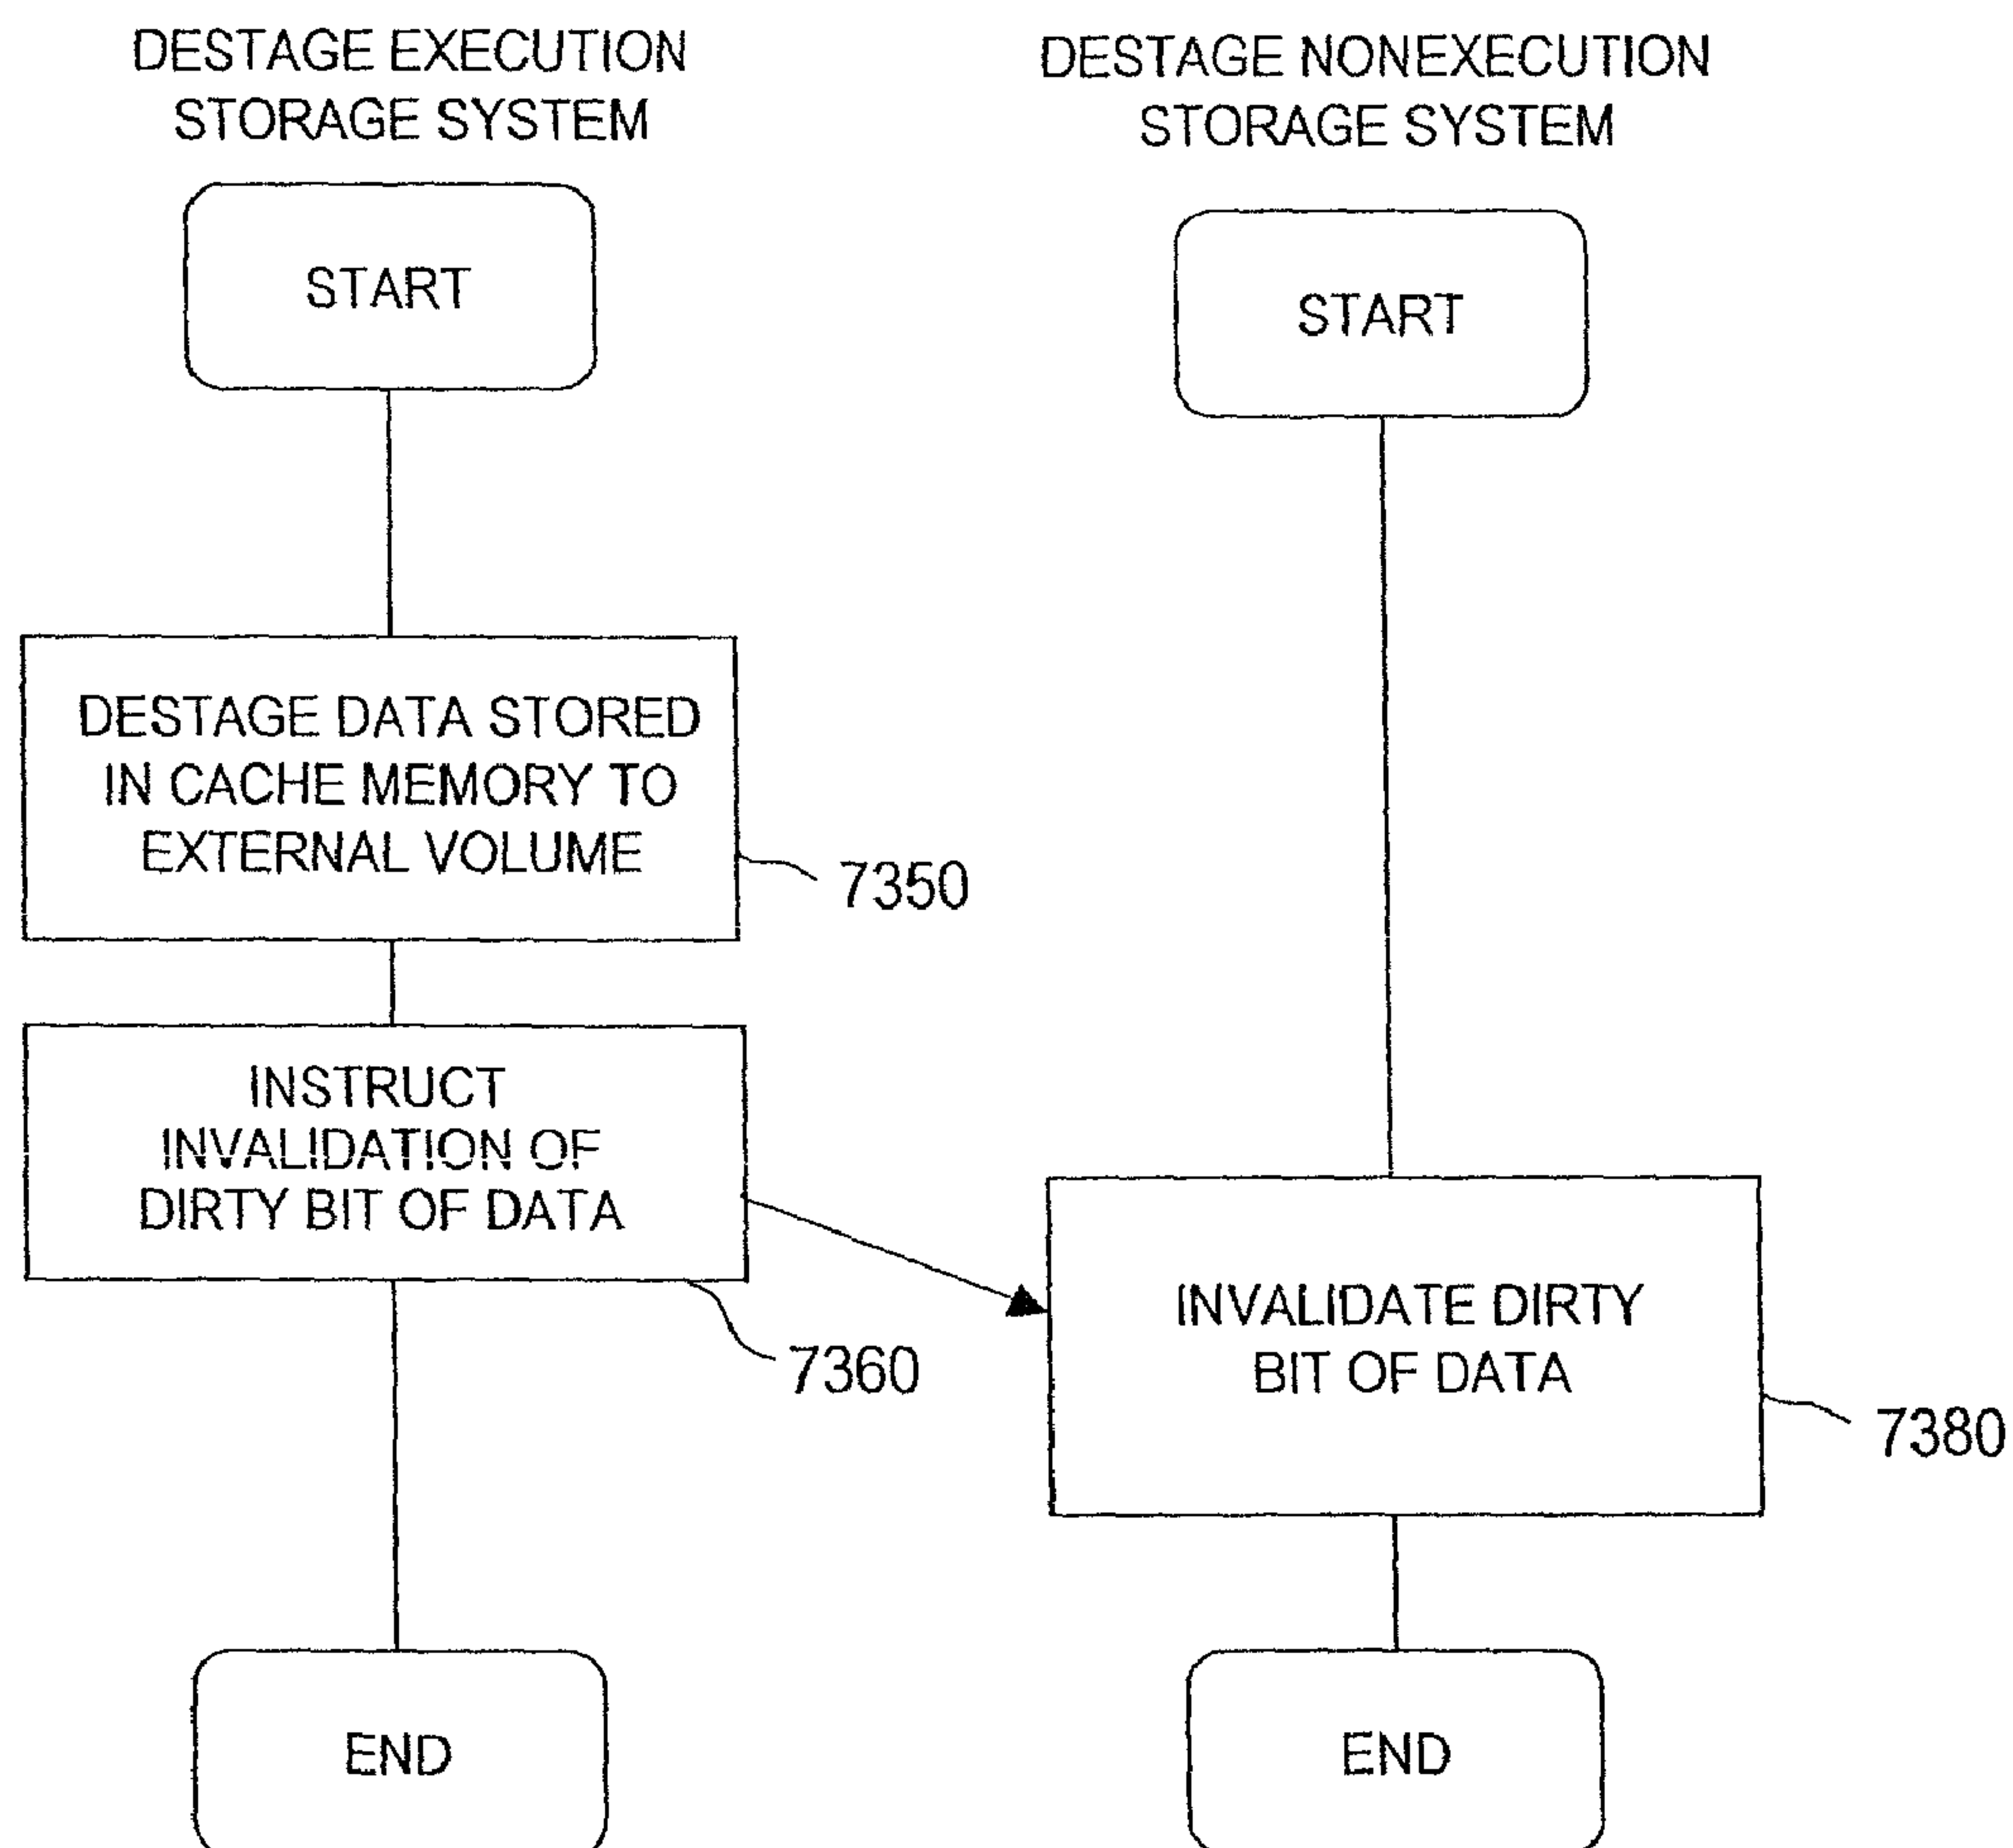 DESTAGE EXECUTION
STORAGE SYSTEM
START
DESTAGE DATA STORED
IN CACHE MEMORY TO
EXTERNAL VOLUME
7350
INSTRUCT
INVALIDATION OF
DIRTY BIT OF DATA
7360
END
DESTAGE NONEXECUTION
STORAGE SYSTEM
START
INVALIDATE DIRTY
BIT OF DATA
7380
END